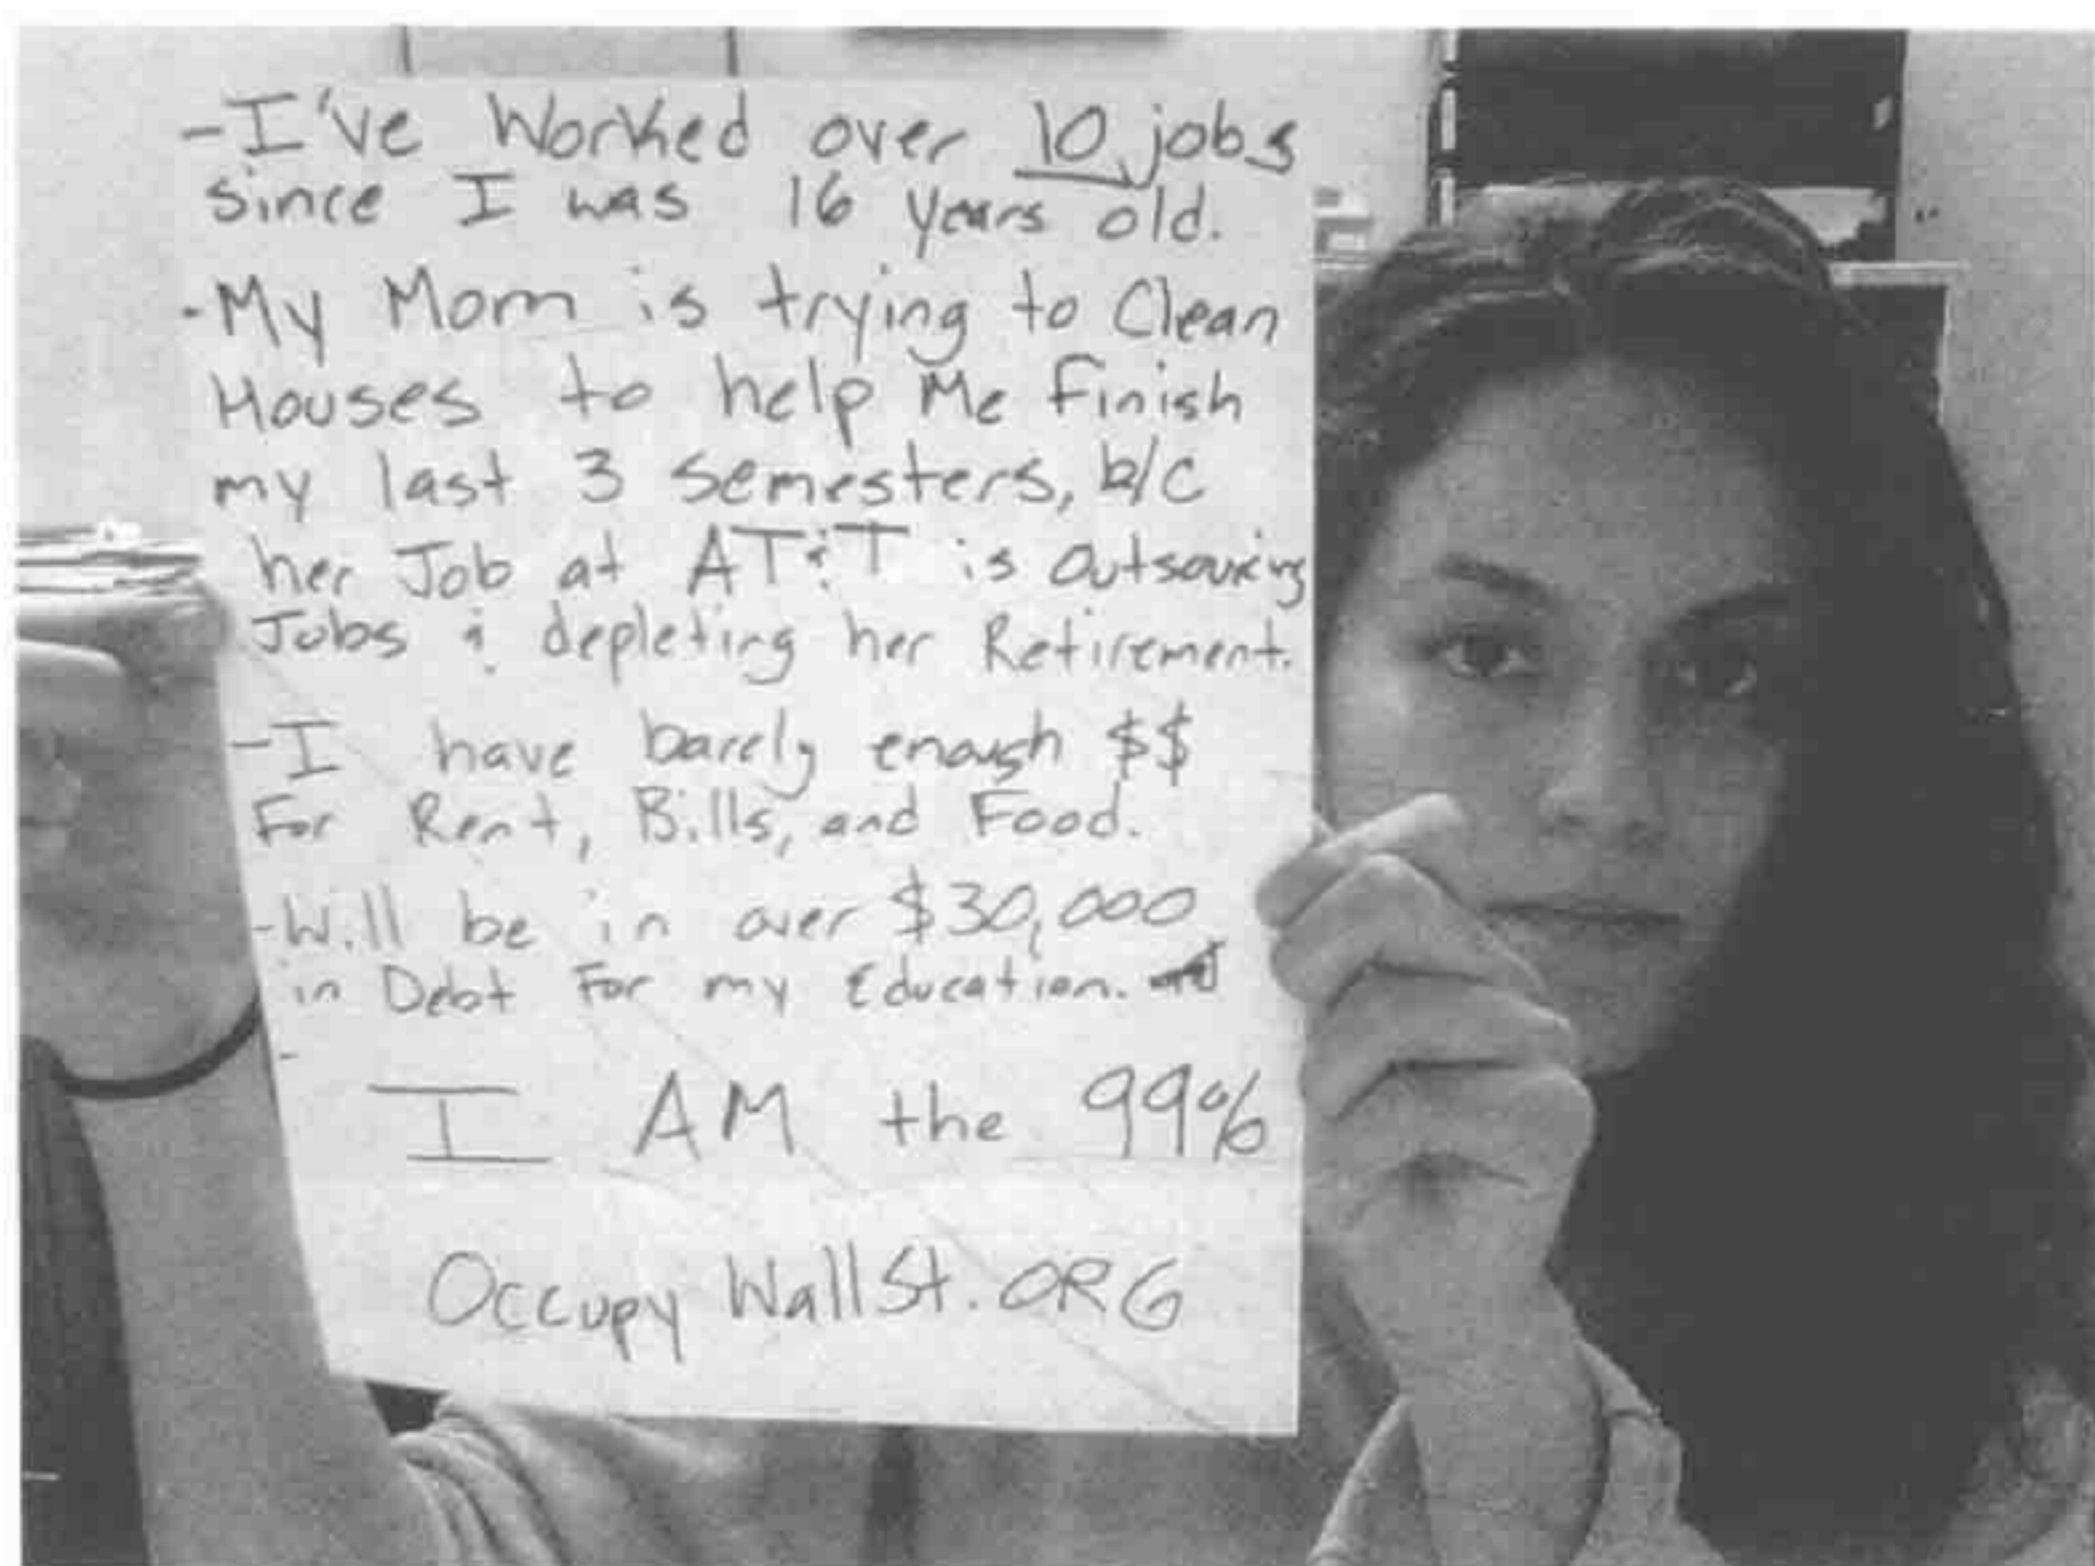 - I've Worked over 10 jobs
since I was 16 years old.
- My Mom is trying to Clean
Houses to help Me finish
my last 3 semesters, b/c
her Job at AT&T is Outsourcing
Jobs & depleting her Retirement.
- I have barely enough $$
For Rent, Bills, and Food.
- Will be in over $30,000
in Debt For my Education.
-
I AM the 99%
Occupy WallSt.ORG